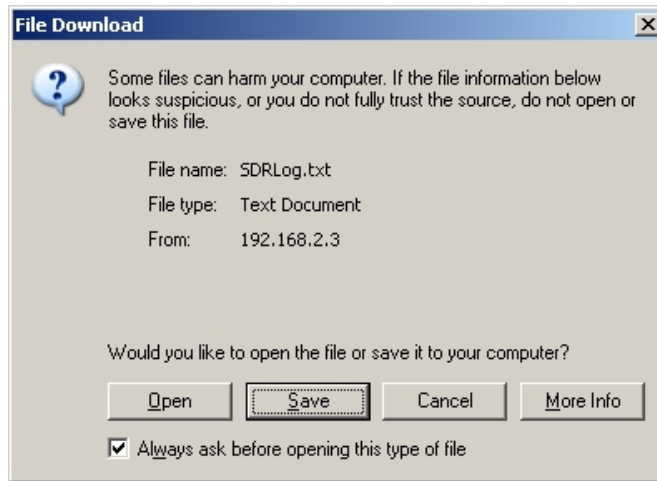 File Download
Some files can harm your computer. If the file information below
looks suspicious, or you do not fully trust the source, do not open or
save this file.
File name: SDRLog.txt
File type: Text Document
From: 192.168.2.3
Would you like to open the file or save it to your computer?
Open Save Cancel More Info
Always ask before opening this type of file